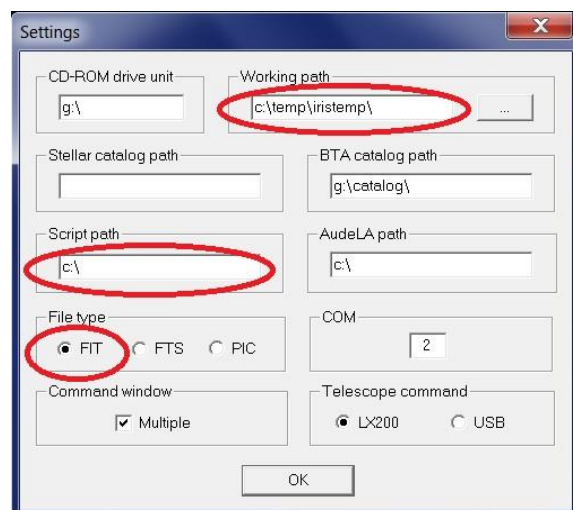 Settings
CD-ROM drive unit
Working path
g:\
c:\temp\iristemp\
...
Stellar catalog path
BTA catalog path
g:\catalog\
Script path
AudeLA path
c:\
c:\
File type
COM
FIT FTS PIC
2
Command window
Telescope command
Multiple
LX200 USB
OK